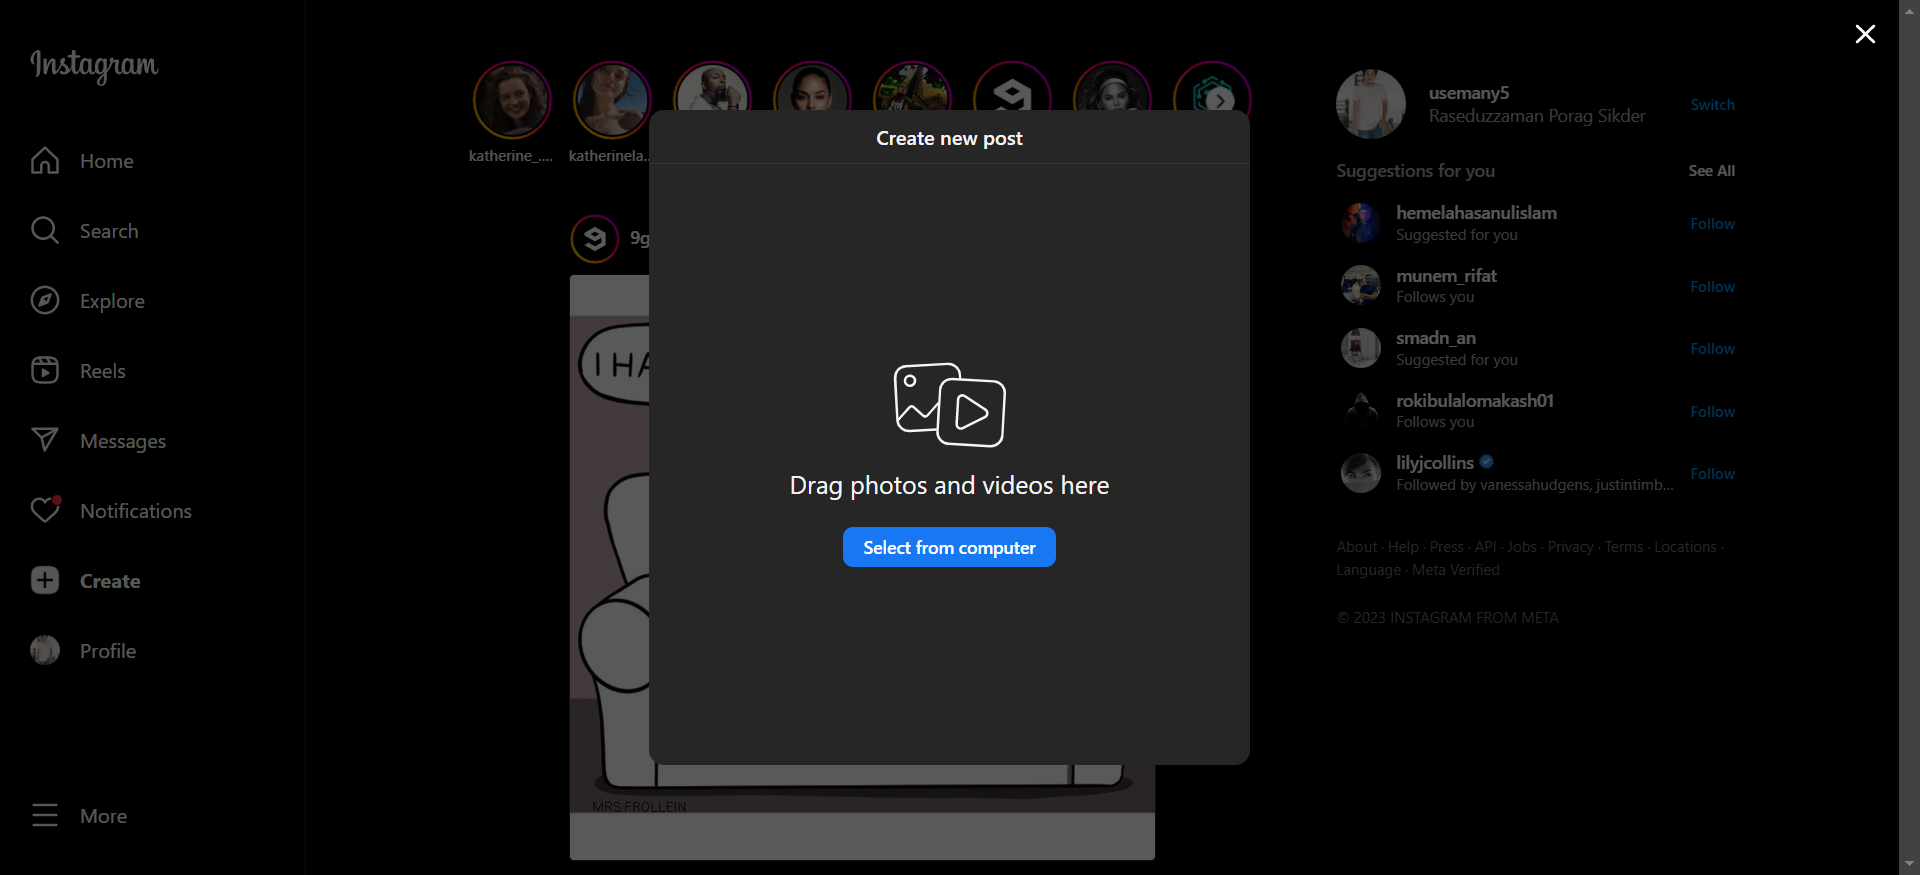 Instagram
Home
Search
Explore
Reels
Messages
Notifications
Create
Profile
More
katherine_....
katherinela...
9g
I HA
MRS FROLLEIN
Create new post
Drag photos and videos here
Select from computer
usemany5
Raseduzzaman Porag Sikder
Switch
Suggestions for you
See All
hemelahasanulislam
Suggested for you
Follow
munem_rifat
Follows you
Follow
smadn_an
Suggested for you
Follow
rokibulalomakash01
Follows you
Follow
lilyjcollins
Followed by vanessahudgens, justintimb...
Follow
About · Help · Press · API · Jobs · Privacy · Terms · Locations ·
Language · Meta Verified
© 2023 INSTAGRAM FROM META